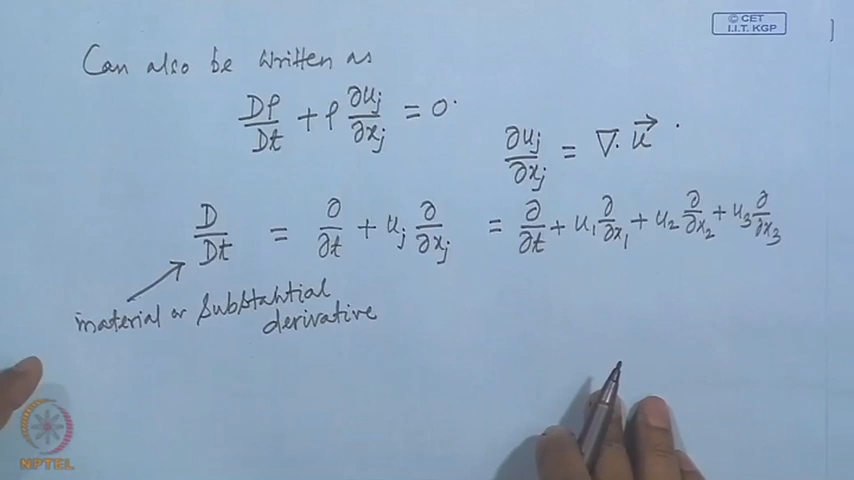 © CET
I.I.T. KGP
Can also be written as
Dρ/Dt + ρ ∂uj/∂xj = 0.
∂uj/∂xj = ∇· u⃗ .
D/Dt = ∂/∂t + uj ∂/∂xj = ∂/∂t + u1 ∂/∂x1 + u2 ∂/∂x2 + u3 ∂/∂x3
material or substantial
derivative
NPTEL